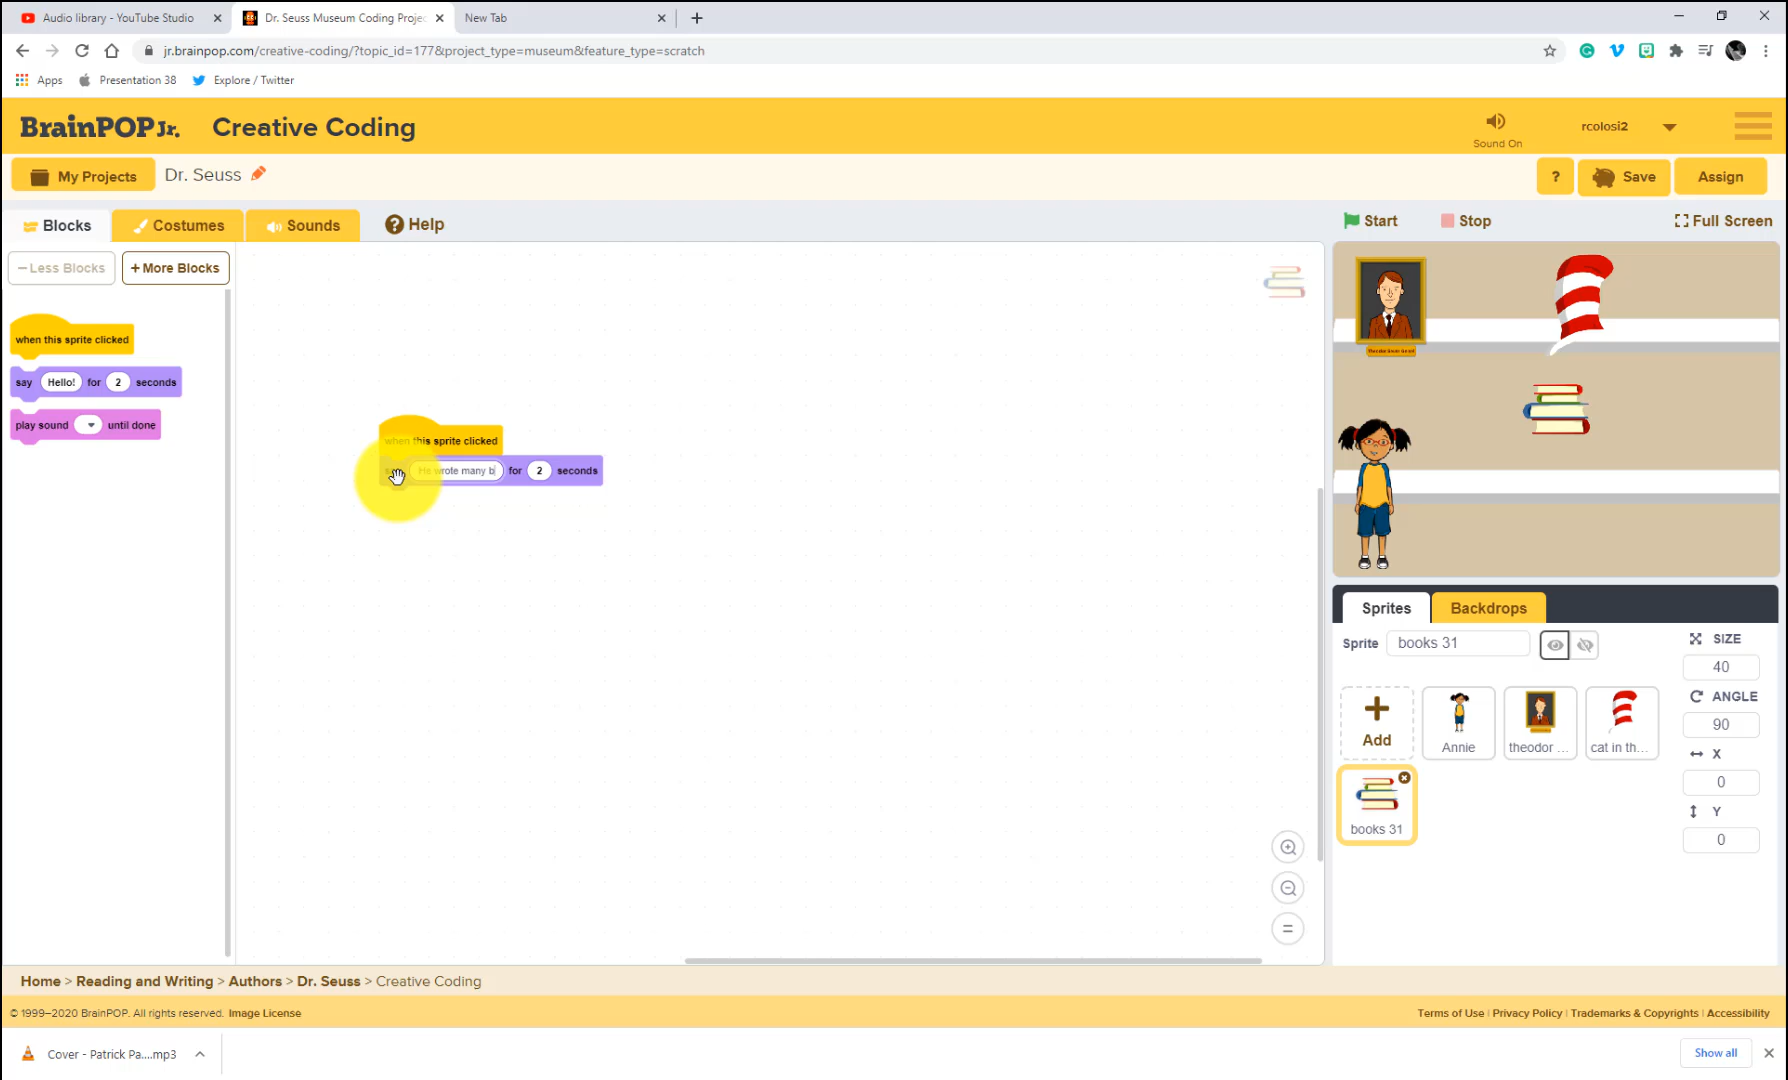 Audio library - YouTube Studio
Dr. Seuss Museum Coding Projec
New Tab
jr.brainpop.com/creative-coding/?topic_id=177&project_type=museum&feature_type=scratch
Apps
Presentation 38
Explore / Twitter
BrainPOP Jr.
Creative Coding
Sound On
rcolosi2
My Projects
Dr. Seuss
?
Save
Assign
Blocks
Costumes
Sounds
? Help
Start
Stop
Full Screen
−Less Blocks
+More Blocks
when this sprite clicked
say Hello! for 2 seconds
play sound until done
when this sprite clicked
He wrote many b for 2 seconds
Sprites
Backdrops
Sprite books 31
SIZE
40
ANGLE
90
X
0
Y
0
Add
Annie
theodor ...
cat in th...
books 31
Home > Reading and Writing > Authors > Dr. Seuss > Creative Coding
© 1999–2020 BrainPOP. All rights reserved. Image License
Terms of Use | Privacy Policy | Trademarks & Copyrights | Accessibility
Cover - Patrick Pa....mp3
Show all